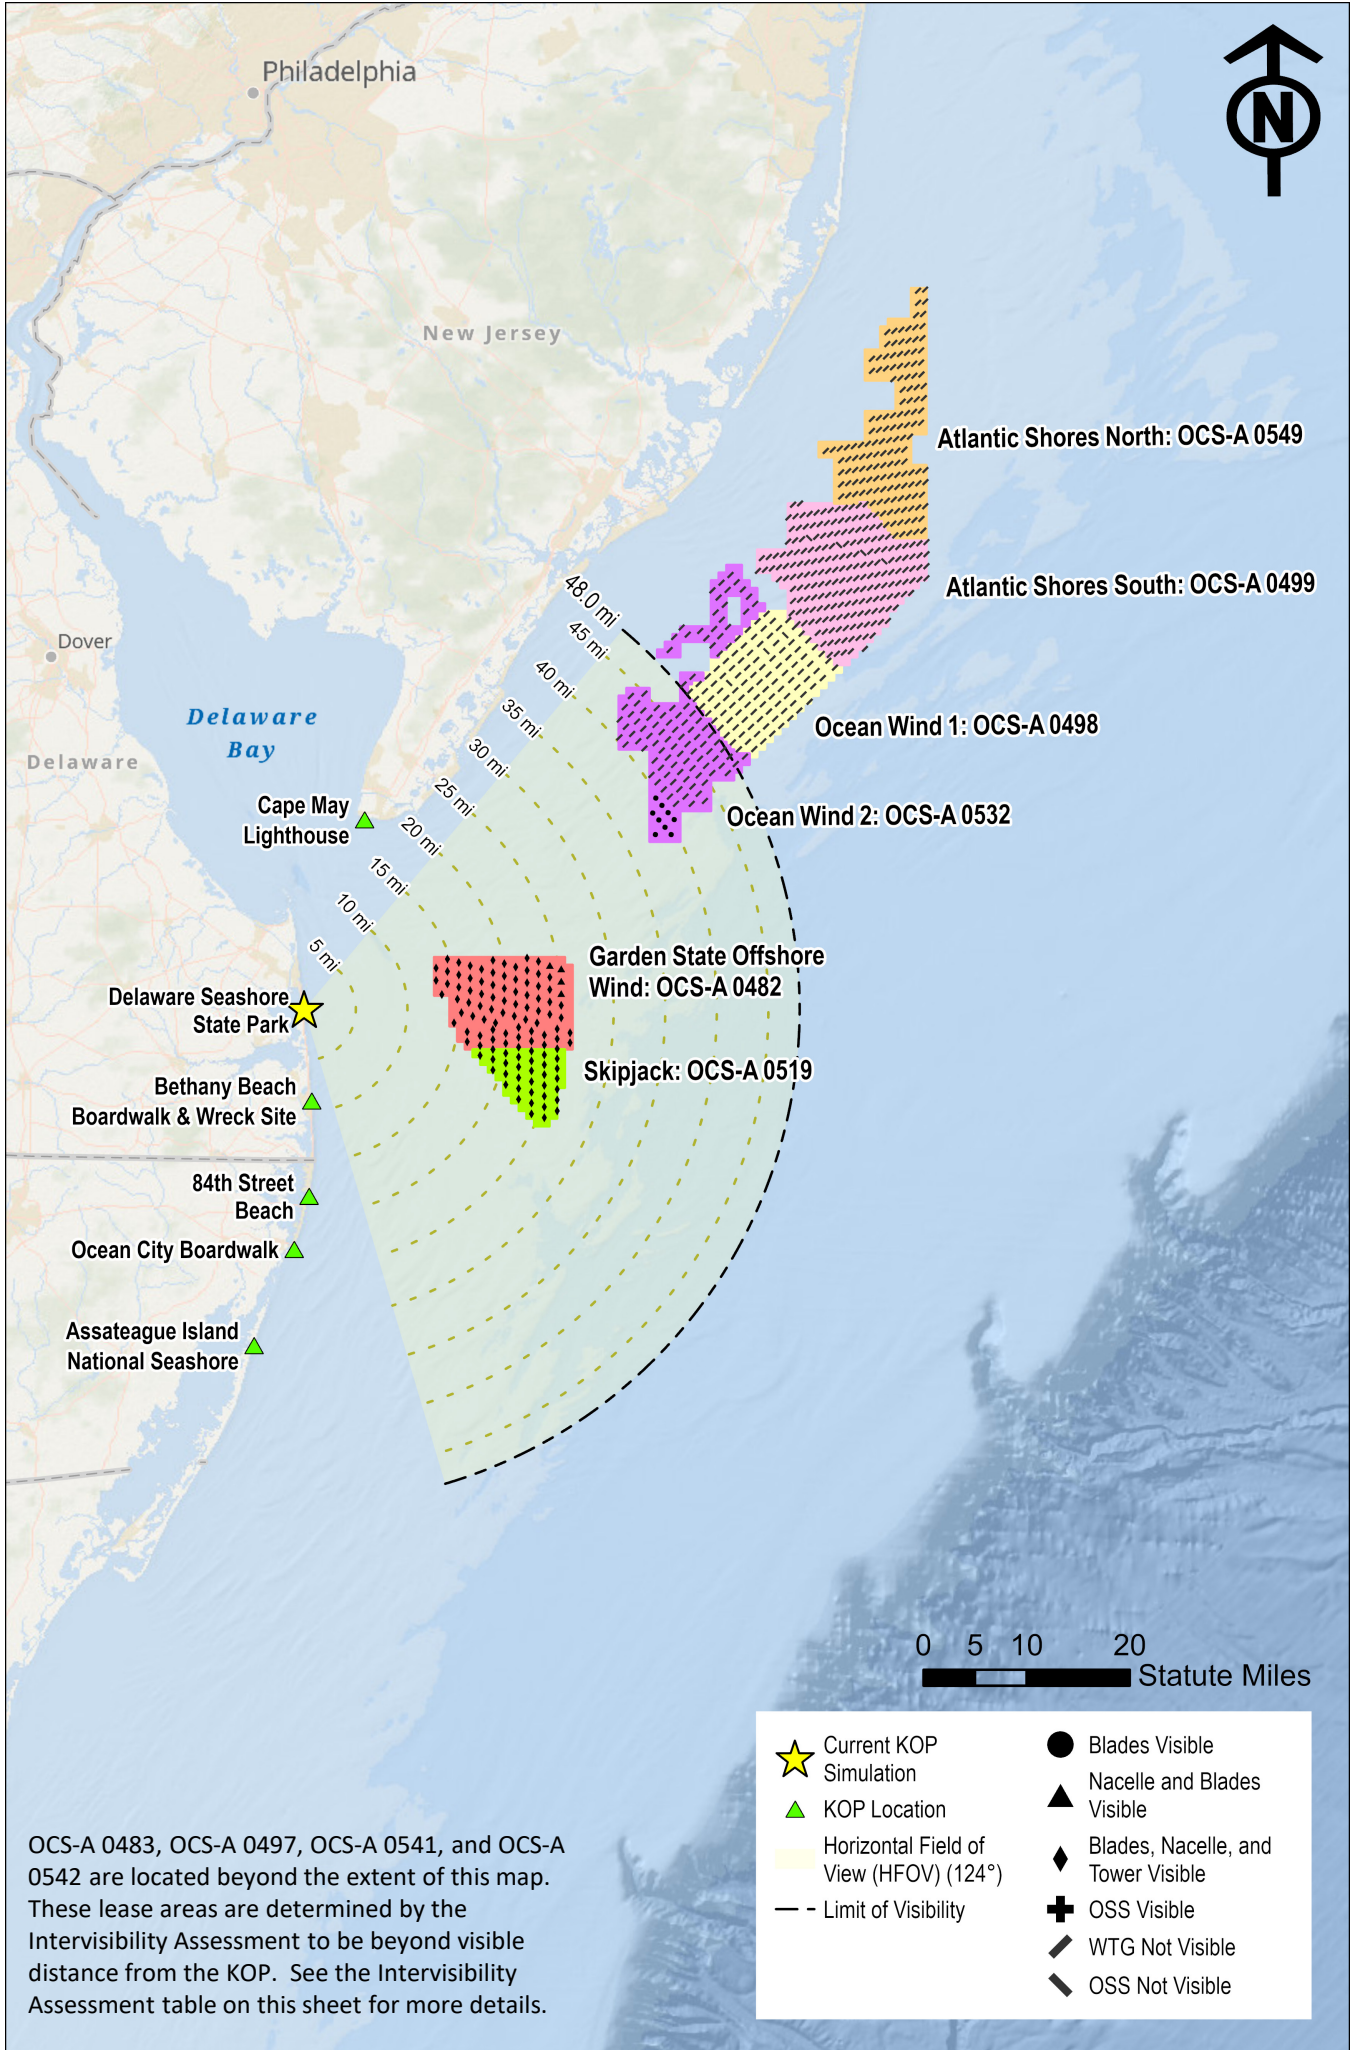 Philadelphia
N
New Jersey
Atlantic Shores North: OCS-A 0549
Atlantic Shores South: OCS-A 0499
48.0 mi
45 mi
40 mi
35 mi
30 mi
25 mi
20 mi
15 mi
10 mi
5 mi
Dover
Delaware
Bay
Delaware
Ocean Wind 1: OCS-A 0498
Cape May
Lighthouse
Ocean Wind 2: OCS-A 0532
Garden State Offshore
Wind: OCS-A 0482
Delaware Seashore
State Park
Skipjack: OCS-A 0519
Bethany Beach
Boardwalk & Wreck Site
84th Street
Beach
Ocean City Boardwalk
Assateague Island
National Seashore
0 5 10 20
Statute Miles
Current KOP
Simulation
KOP Location
Horizontal Field of
View (HFOV) (124°)
Limit of Visibility
Blades Visible
Nacelle and Blades
Visible
Blades, Nacelle, and
Tower Visible
OSS Visible
WTG Not Visible
OSS Not Visible
OCS-A 0483, OCS-A 0497, OCS-A 0541, and OCS-A
0542 are located beyond the extent of this map.
These lease areas are determined by the
Intervisibility Assessment to be beyond visible
distance from the KOP.  See the Intervisibility
Assessment table on this sheet for more details.